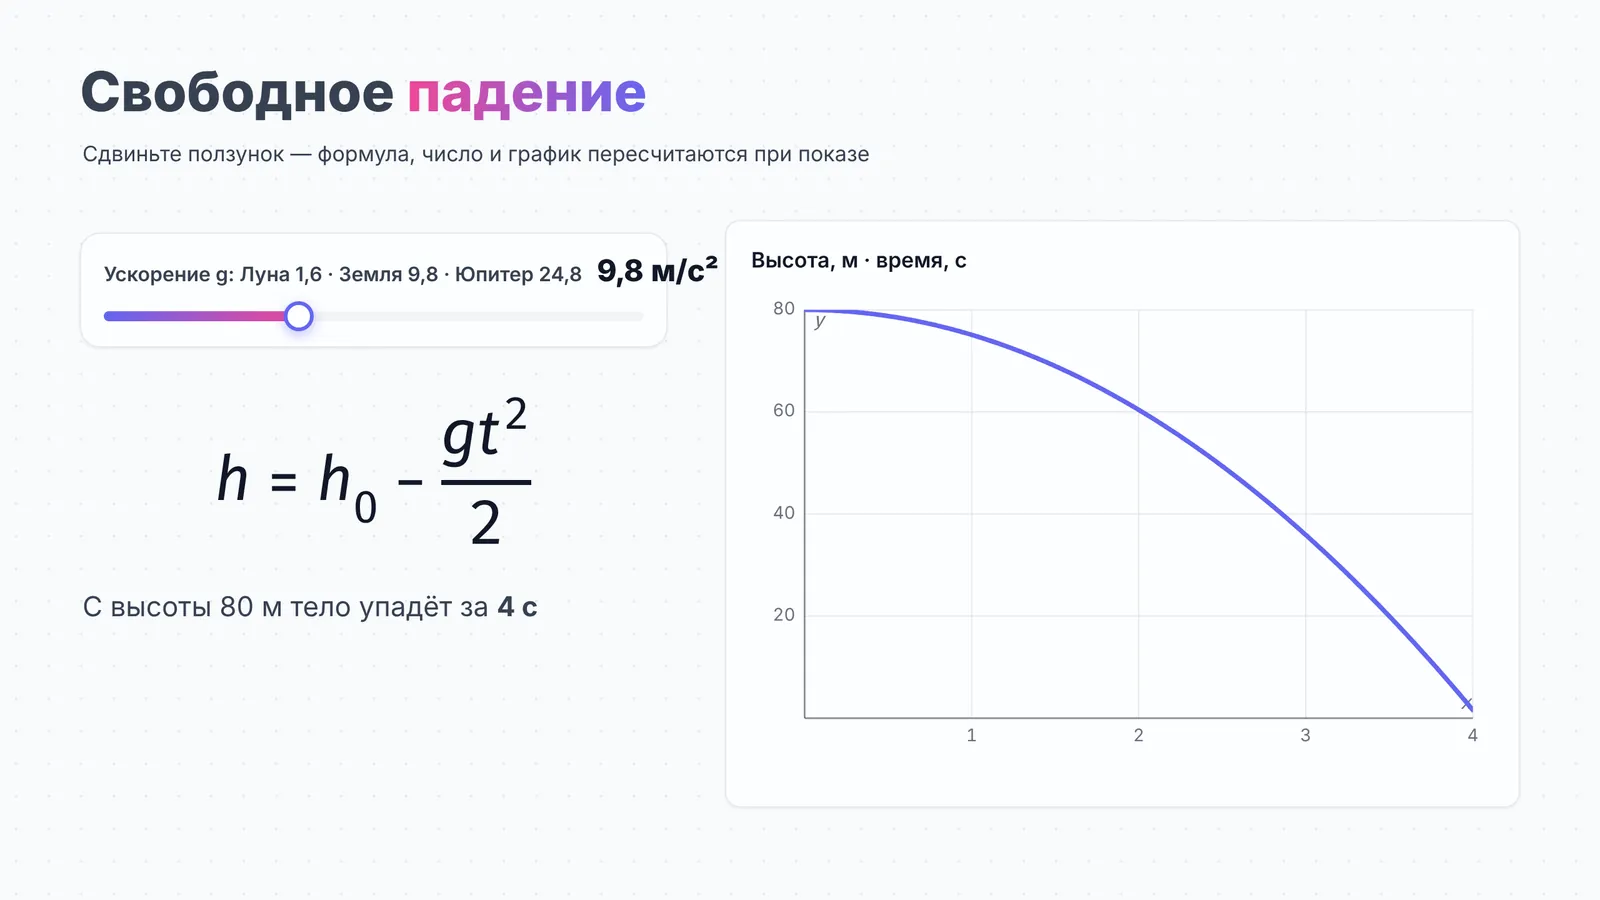 Свободное падение
Сдвиньте ползунок — формула, число и график пересчитаются при показе
Ускорение g: Луна 1,6 · Земля 9,8 · Юпитер 24,8 9,8 м/с²
h = h₀ − gt²/2
С высоты 80 м тело упадёт за 4 с
Высота, м · время, с
80
y
60
40
20
x
1 2 3 4